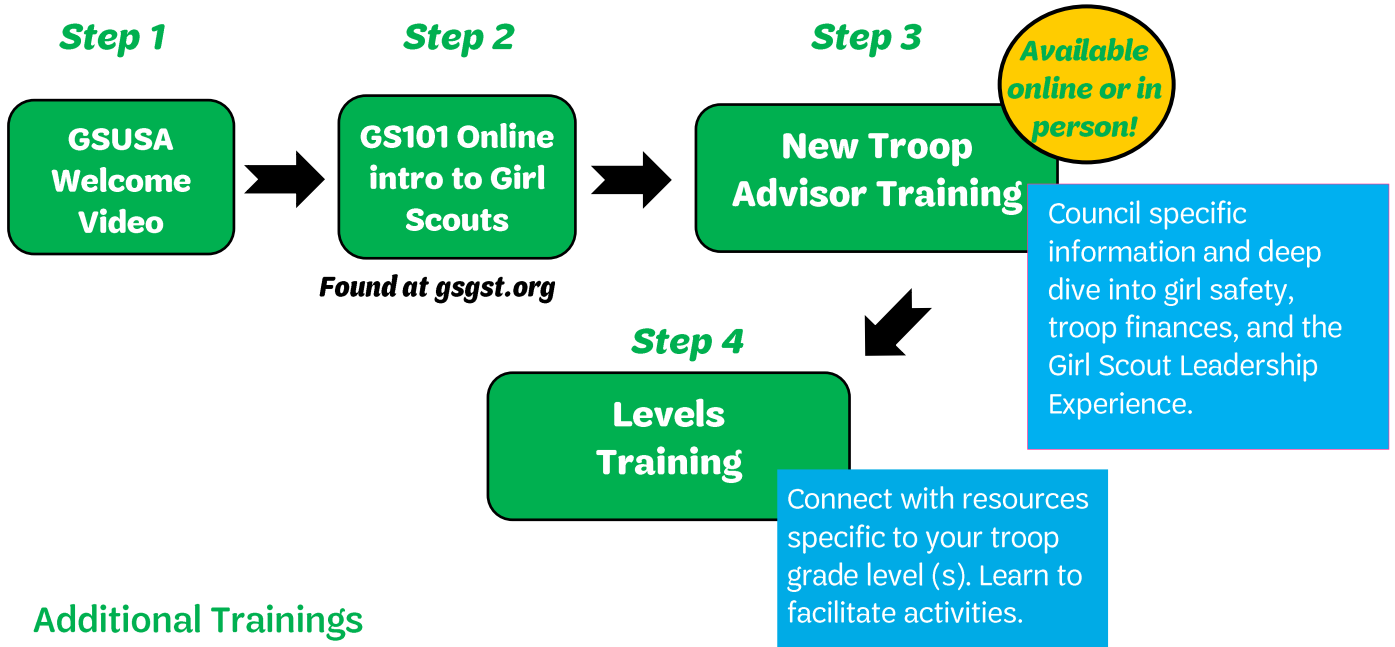 Step 1
GSUSA
Welcome
Video
Step 2
GS101 Online
intro to Girl
Scouts
Found at gsgst.org
Step 3
New Troop
Advisor Training
Available
online or in
person!
Council specific
information and deep
dive into girl safety,
troop finances, and the
Girl Scout Leadership
Experience.
Step 4
Levels
Training
Connect with resources
specific to your troop
grade level (s). Learn to
facilitate activities.
Additional Trainings